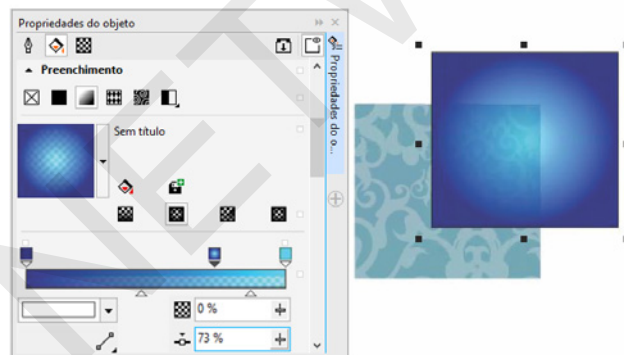 Propriedades do objeto
Preenchimento
Sem título
0 %
73 %
Propriedades do o...